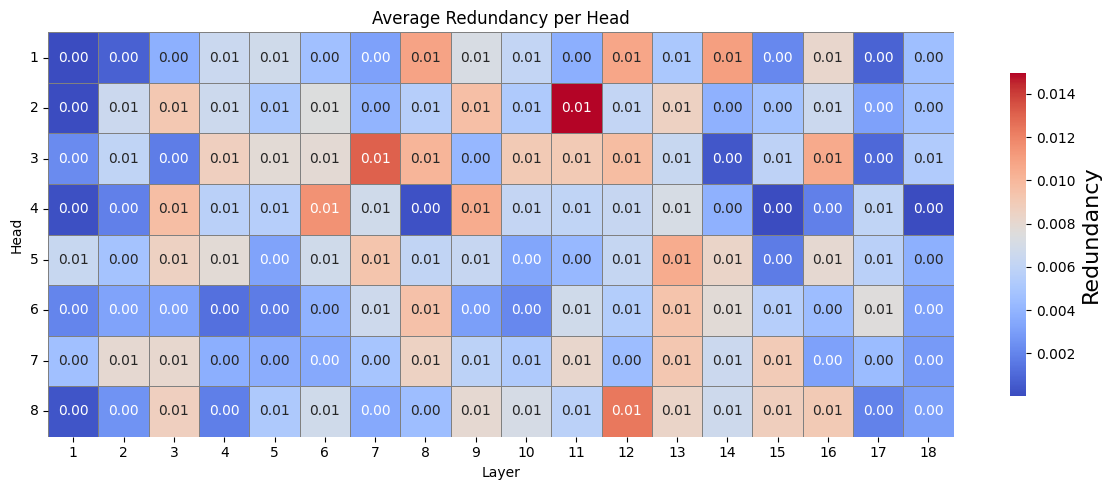 Average Redundancy per Head
1 0.00 0.00 0.00 0.01 0.01 0.00 0.00 0.01 0.01 0.01 0.00 0.01 0.01 0.01 0.00 0.01 0.00 0.00
2 0.00 0.01 0.01 0.01 0.01 0.01 0.00 0.01 0.01 0.01 0.01 0.01 0.01 0.00 0.00 0.01 0.00 0.00
3 0.00 0.01 0.00 0.01 0.01 0.01 0.01 0.01 0.00 0.01 0.01 0.01 0.01 0.00 0.01 0.01 0.00 0.01
4 0.00 0.00 0.01 0.01 0.01 0.01 0.01 0.00 0.01 0.01 0.01 0.01 0.01 0.00 0.00 0.00 0.01 0.00
5 0.01 0.00 0.01 0.01 0.00 0.01 0.01 0.01 0.01 0.00 0.00 0.01 0.01 0.01 0.00 0.01 0.01 0.00
6 0.00 0.00 0.00 0.00 0.00 0.00 0.01 0.01 0.00 0.00 0.01 0.01 0.01 0.01 0.01 0.00 0.01 0.00
7 0.00 0.01 0.01 0.00 0.00 0.00 0.00 0.01 0.01 0.01 0.01 0.00 0.01 0.01 0.01 0.00 0.00 0.00
8 0.00 0.00 0.01 0.00 0.01 0.01 0.00 0.00 0.01 0.01 0.01 0.01 0.01 0.01 0.01 0.01 0.00 0.00
1 2 3 4 5 6 7 8 9 10 11 12 13 14 15 16 17 18
Layer
Head
0.014
0.012
0.010
0.008
0.006
0.004
0.002
Redundancy